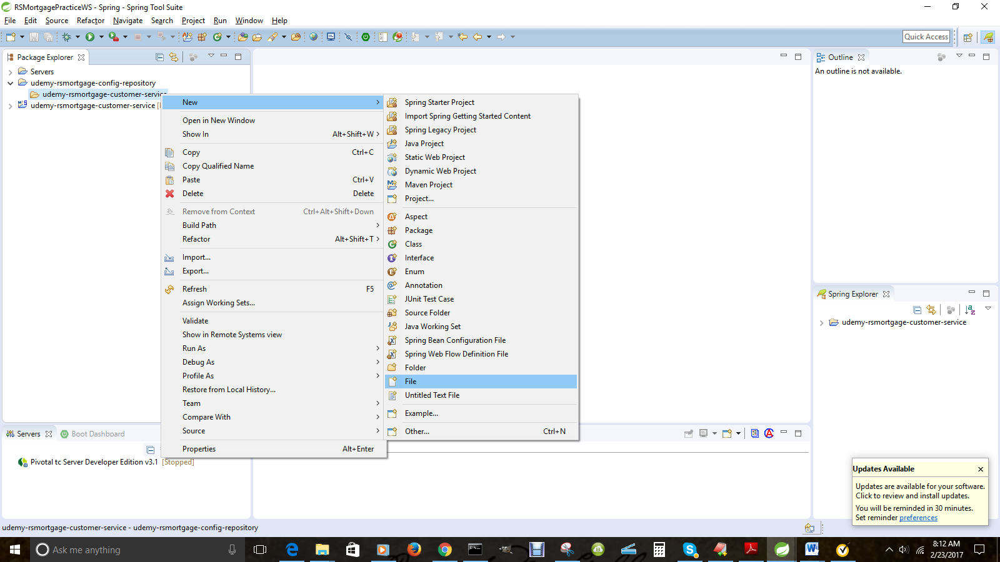 RSMortgagePracticeWS - Spring - Spring Tool Suite
File Edit Source Refactor Navigate Search Project Run Window Help
Quick Access
Package Explorer
Servers
udemy-rsmortgage-config-repository
udemy-rsmortgage-customer-service
udemy-rsmortgage-customer-service
New
Open in New Window
Show In Alt+Shift+W
Copy Ctrl+C
Copy Qualified Name
Paste Ctrl+V
Delete Delete
Remove from Context Ctrl+Alt+Shift+Down
Build Path
Refactor Alt+Shift+T
Import...
Export...
Refresh F5
Assign Working Sets...
Validate
Show in Remote Systems view
Run As
Debug As
Profile As
Restore from Local History...
Team
Compare With
Source
Properties Alt+Enter
Spring Starter Project
Import Spring Getting Started Content
Spring Legacy Project
Java Project
Static Web Project
Dynamic Web Project
Maven Project
Project...
Aspect
Package
Class
Interface
Enum
Annotation
JUnit Test Case
Source Folder
Java Working Set
Spring Bean Configuration File
Spring Web Flow Definition File
Folder
File
Untitled Text File
Example...
Other... Ctrl+N
Outline
An outline is not available.
Spring Explorer
udemy-rsmortgage-customer-service
Servers Boot Dashboard
Pivotal tc Server Developer Edition v3.1 [Stopped]
Updates Available
Updates are available for your software.
Click to review and install updates.
You will be reminded in 30 minutes.
Set reminder preferences
udemy-rsmortgage-customer-service - udemy-rsmortgage-config-repository
Ask me anything
8:12 AM
2/23/2017